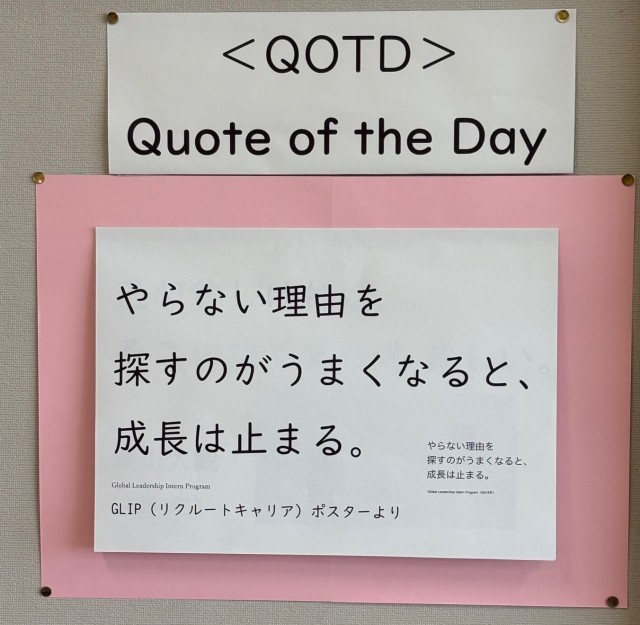 ＜QOTD＞
Quote of the Day
やらない理由を
探すのがうまくなると、
成長は止まる。
やらない理由を
探すのがうまくなると、
成長は止まる。
Global Leadership Intern Program
GLIP（リクルートキャリア）ポスターより